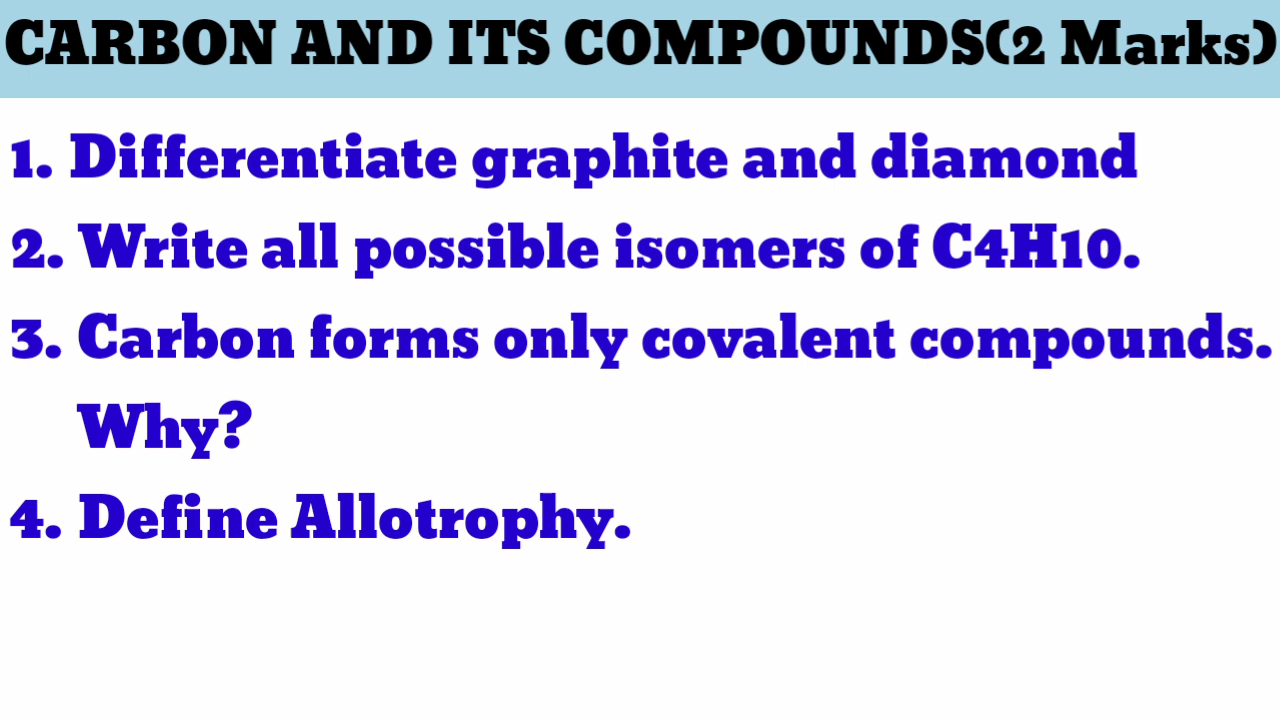 CARBON AND ITS COMPOUNDS(2 Marks)
1. Differentiate graphite and diamond
2. Write all possible isomers of C4H10.
3. Carbon forms only covalent compounds.
Why?
4. Define Allotrophy.